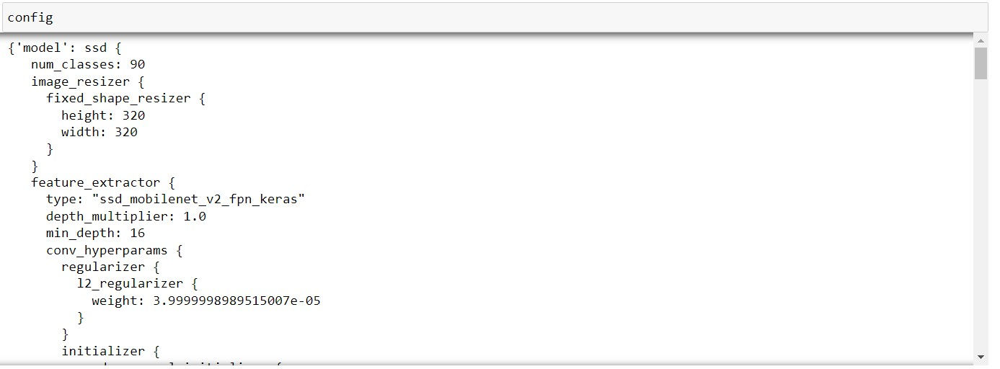 config
{'model': ssd {
   num_classes: 90
   image_resizer {
     fixed_shape_resizer {
       height: 320
       width: 320
     }
   }
   feature_extractor {
     type: "ssd_mobilenet_v2_fpn_keras"
     depth_multiplier: 1.0
     min_depth: 16
     conv_hyperparams {
       regularizer {
         l2_regularizer {
           weight: 3.9999998989515007e-05
         }
       }
       initializer {